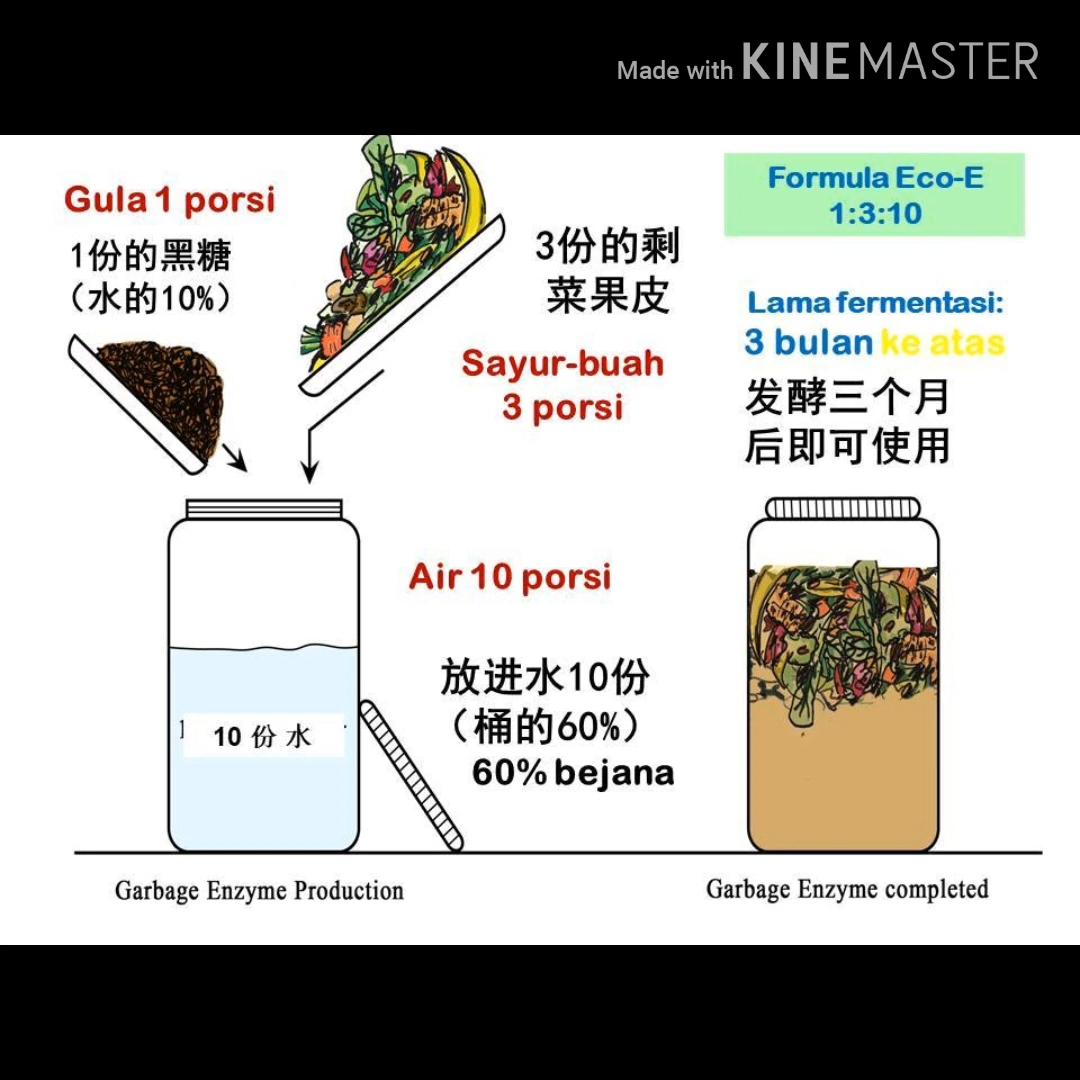 Made with KINEMASTER
Gula 1 porsi
1份的黑糖
（水的10%）
3份的剩
菜果皮
Sayur-buah
3 porsi
Formula Eco-E
1:3:10
Lama fermentasi:
3 bulan ke atas
发酵三个月
后即可使用
Air 10 porsi
放进水10份
（桶的60%）
60% bejana
10 份 水
Garbage Enzyme Production
Garbage Enzyme completed